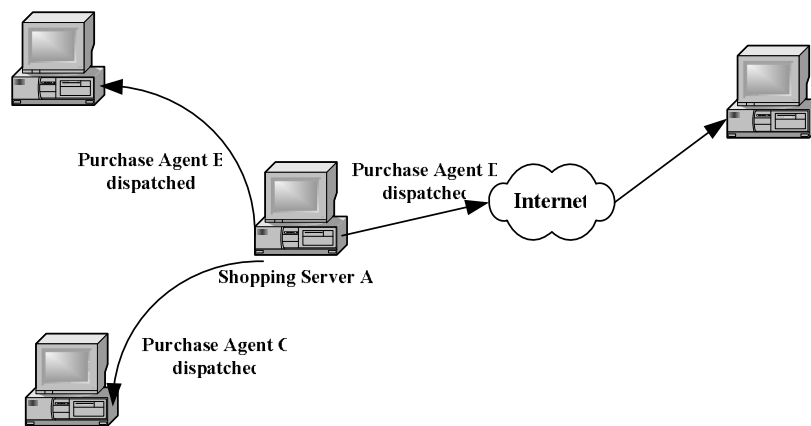 Purchase Agent B
dispatched
Purchase Agent D
dispatched
Internet
Shopping Server A
Purchase Agent C
dispatched